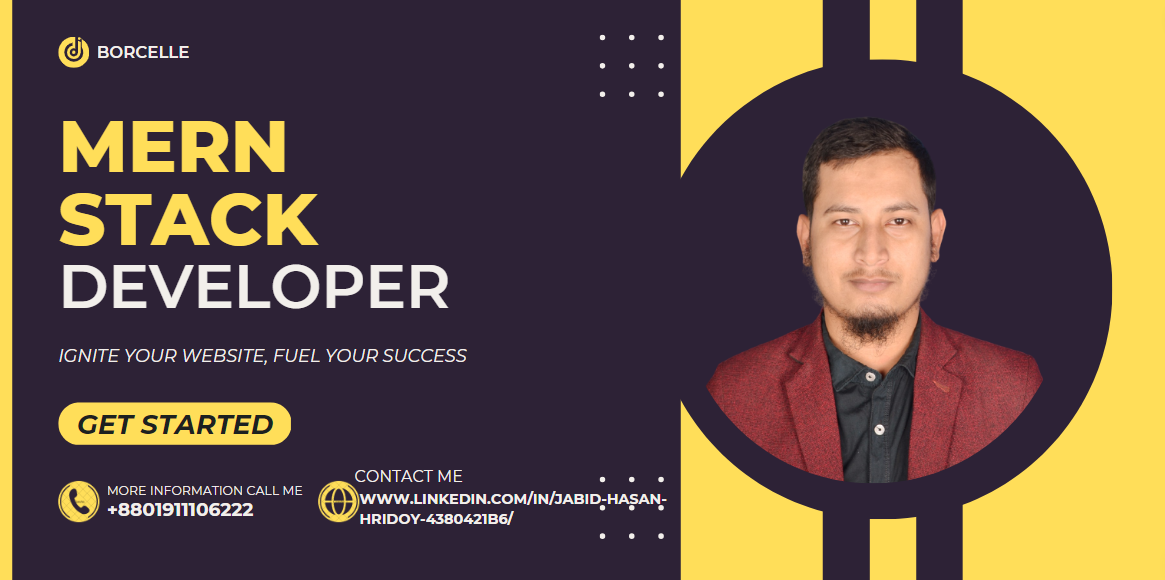 BORCELLE
MERN
STACK
DEVELOPER
IGNITE YOUR WEBSITE, FUEL YOUR SUCCESS
GET STARTED
MORE INFORMATION CALL ME
+8801911106222
CONTACT ME
WWW.LINKEDIN.COM/IN/JABID-HASAN-
HRIDOY-4380421B6/